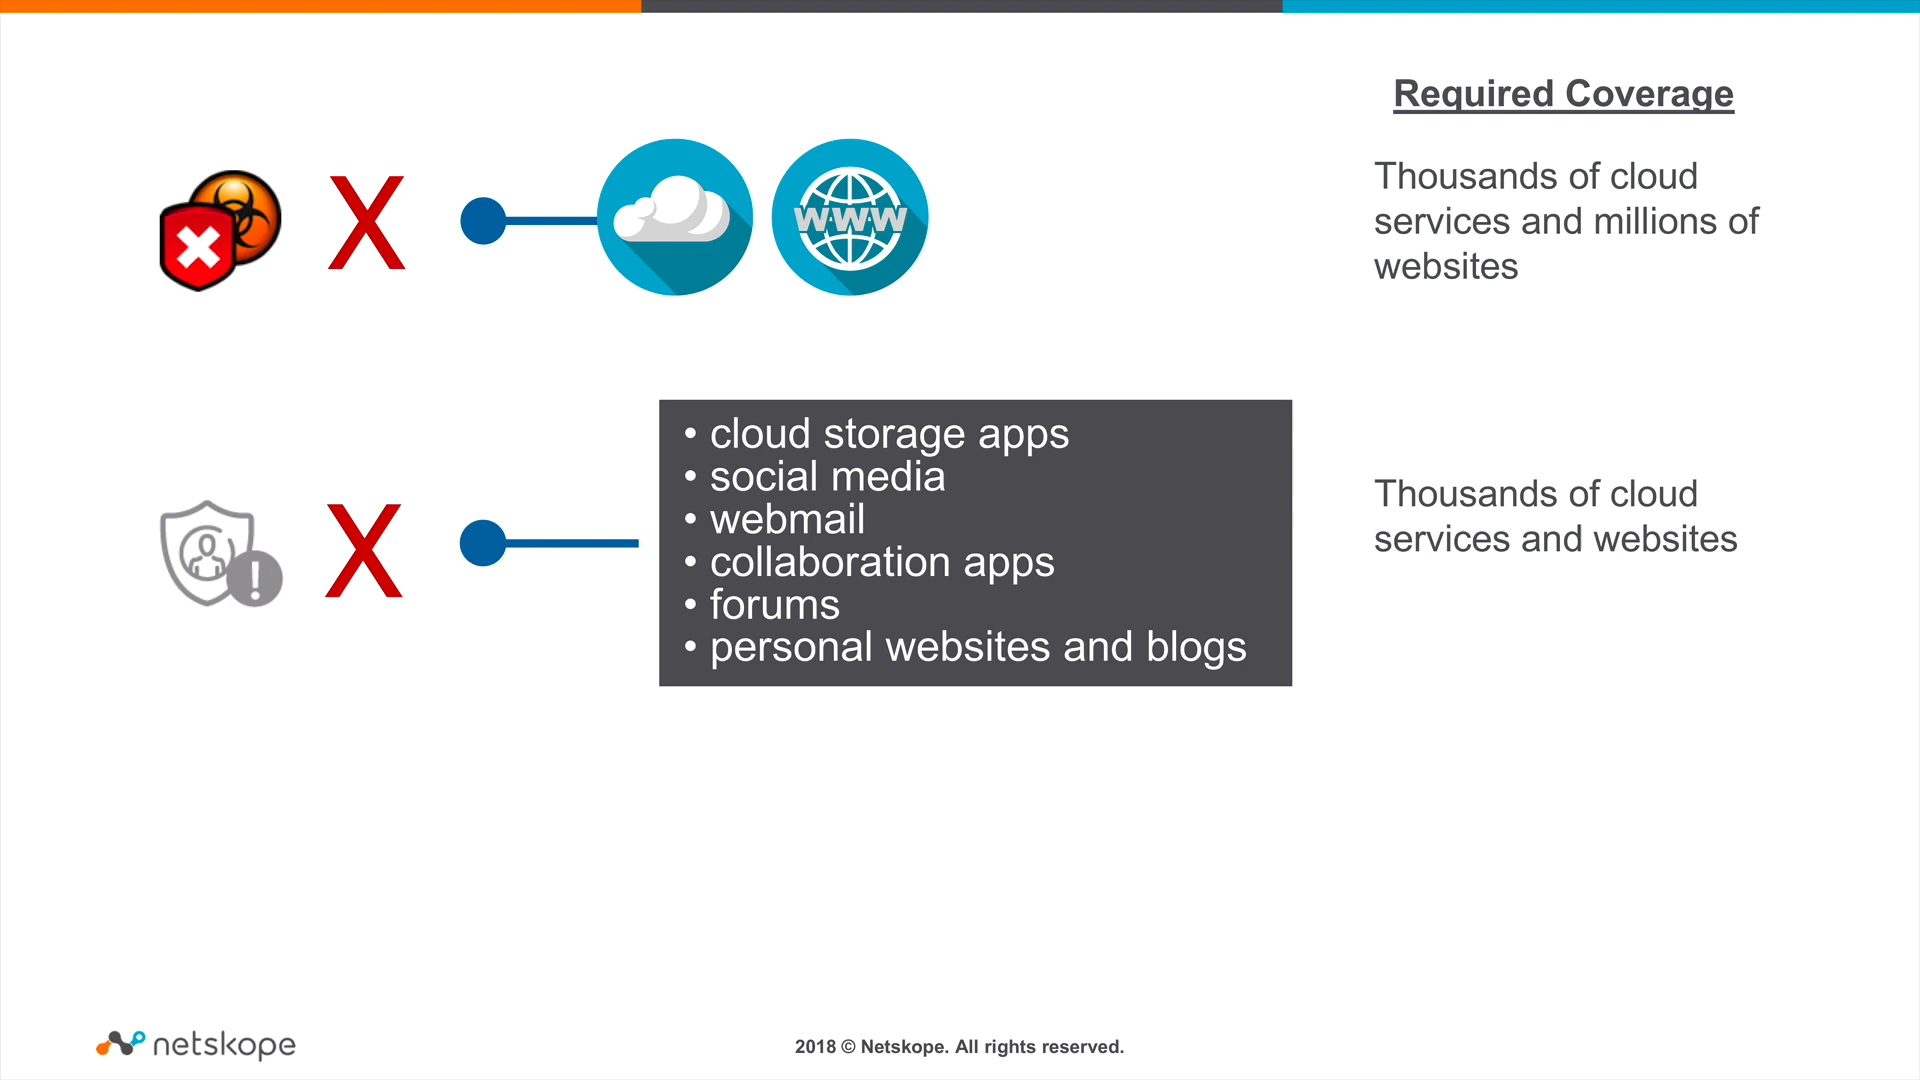 Required Coverage
X
www
Thousands of cloud
services and millions of
websites
X
• cloud storage apps
• social media
• webmail
• collaboration apps
• forums
• personal websites and blogs
Thousands of cloud
services and websites
netskope
2018 © Netskope. All rights reserved.